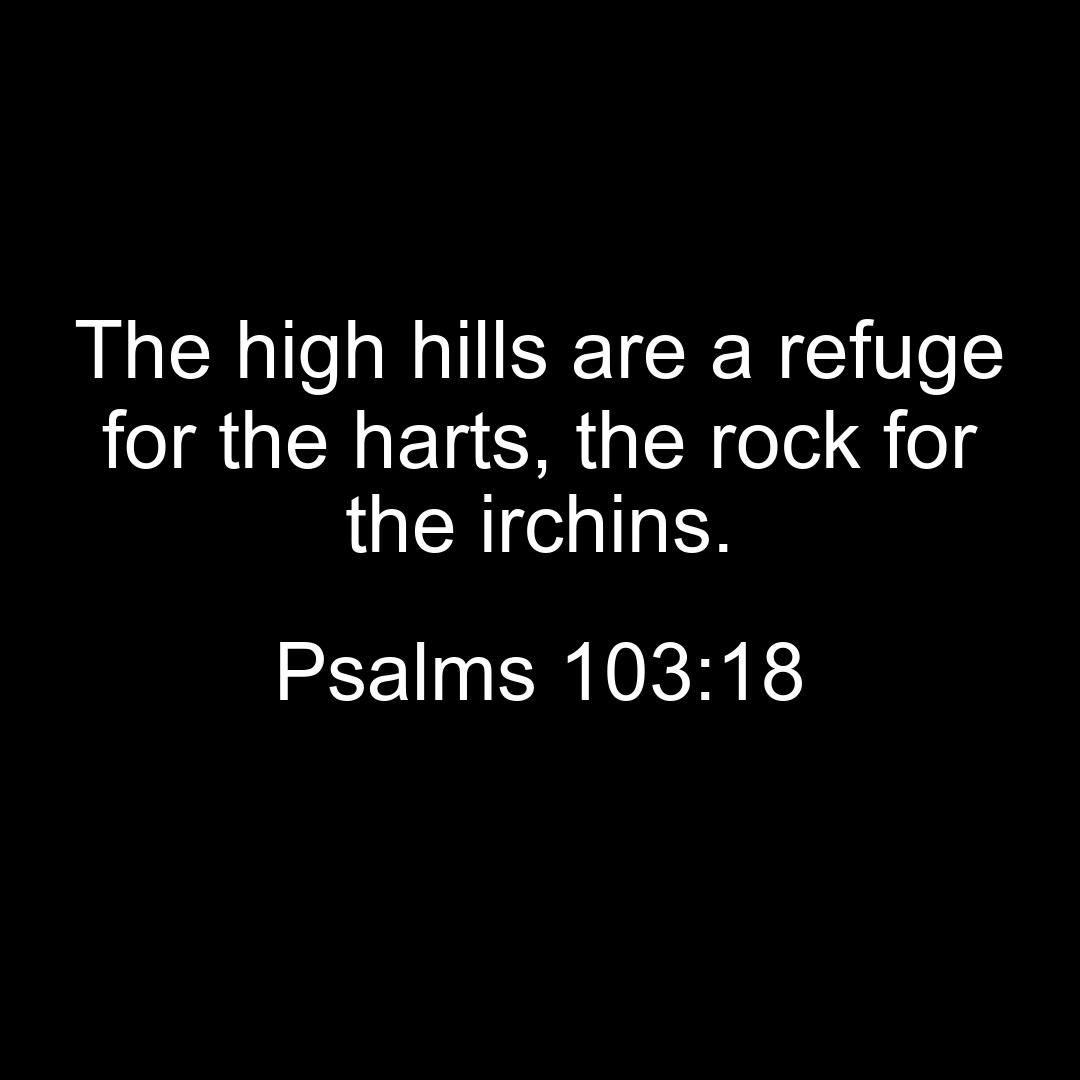 The high hills are a refuge
for the harts, the rock for
the irchins.
Psalms 103:18